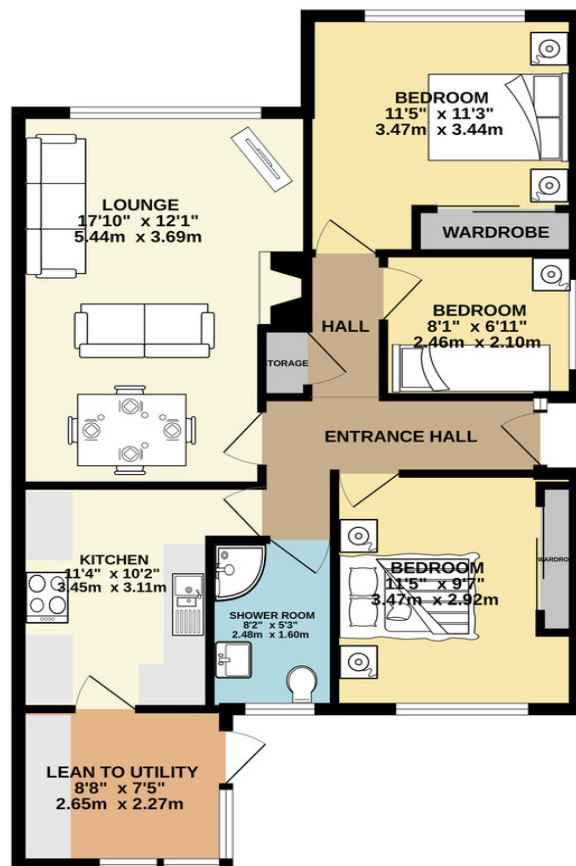 BEDROOM
11'5" x 11'3"
3.47m x 3.44m
LOUNGE
17'10" x 12'1"
5.44m x 3.69m
WARDROBE
BEDROOM
8'1" x 6'11"
2.46m x 2.10m
HALL
STORAGE
ENTRANCE HALL
KITCHEN
11'4" x 10'2"
3.45m x 3.11m
BEDROOM
11'5" x 9'7"
3.47m x 2.92m
WARDRO
SHOWER ROOM
8'2" x 5'3"
2.48m x 1.60m
LEAN TO UTILITY
8'8" x 7'5"
2.65m x 2.27m